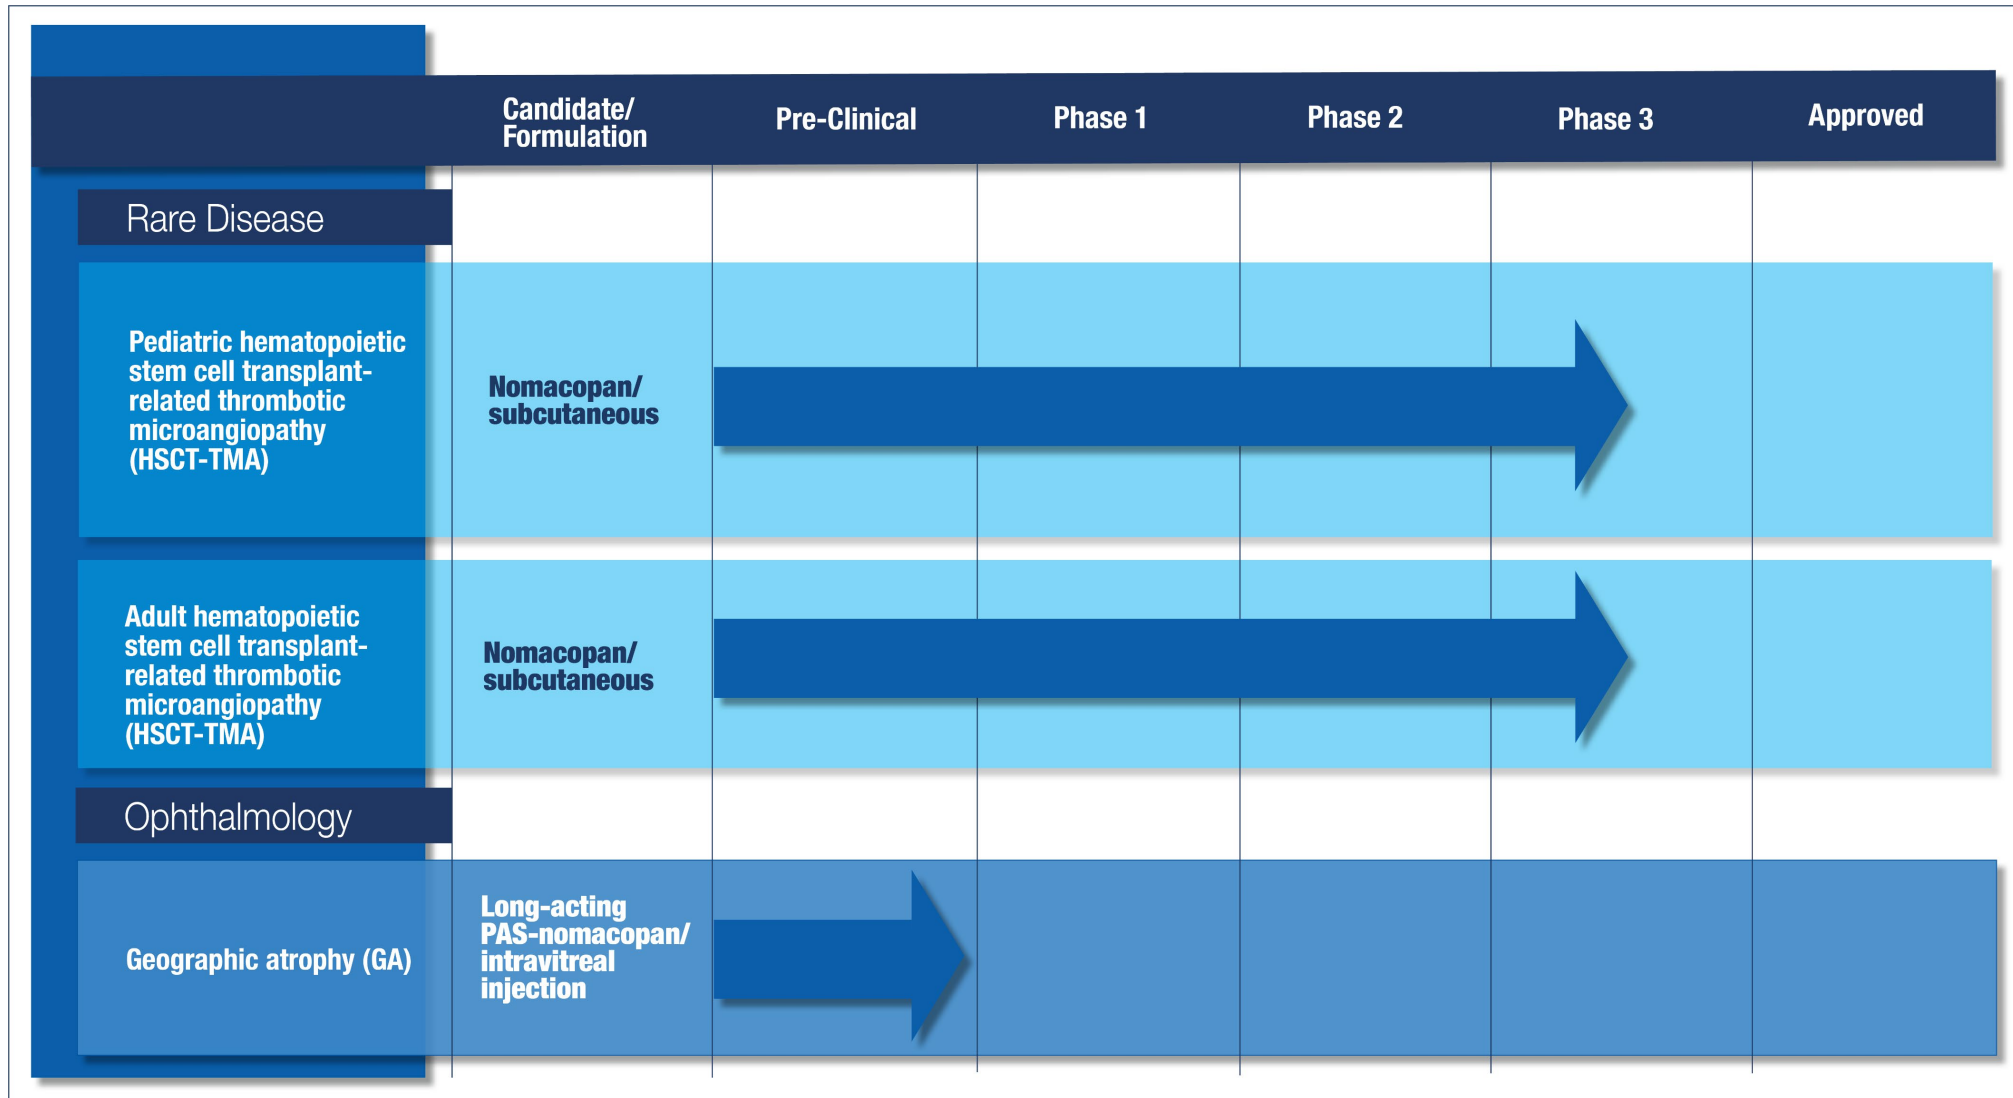 Candidate/
Formulation
Pre-Clinical
Phase 1
Phase 2
Phase 3
Approved
Rare Disease
Pediatric hematopoietic
stem cell transplant-
related thrombotic
microangiopathy
(HSCT-TMA)
Nomacopan/
subcutaneous
Adult hematopoietic
stem cell transplant-
related thrombotic
microangiopathy
(HSCT-TMA)
Nomacopan/
subcutaneous
Ophthalmology
Geographic atrophy (GA)
Long-acting
PAS-nomacopan/
intravitreal
injection